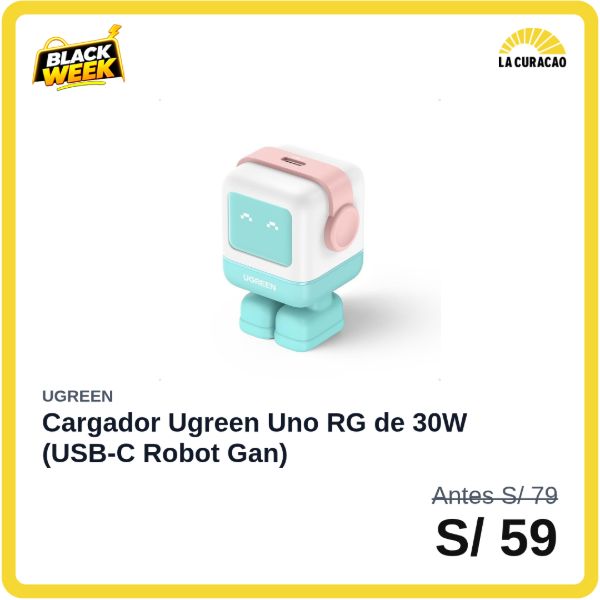 BLACK
WEEK
LA CURACAO
UGREEN
UGREEN
Cargador Ugreen Uno RG de 30W
(USB-C Robot Gan)
Antes S/ 79
S/ 59